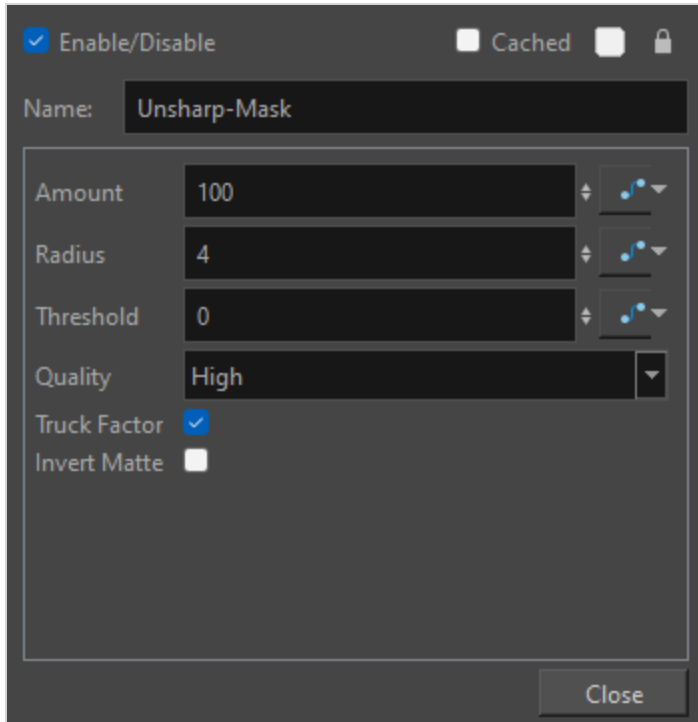 Enable/Disable Cached
Name: Unsharp-Mask
Amount 100
Radius 4
Threshold 0
Quality High
Truck Factor
Invert Matte
Close